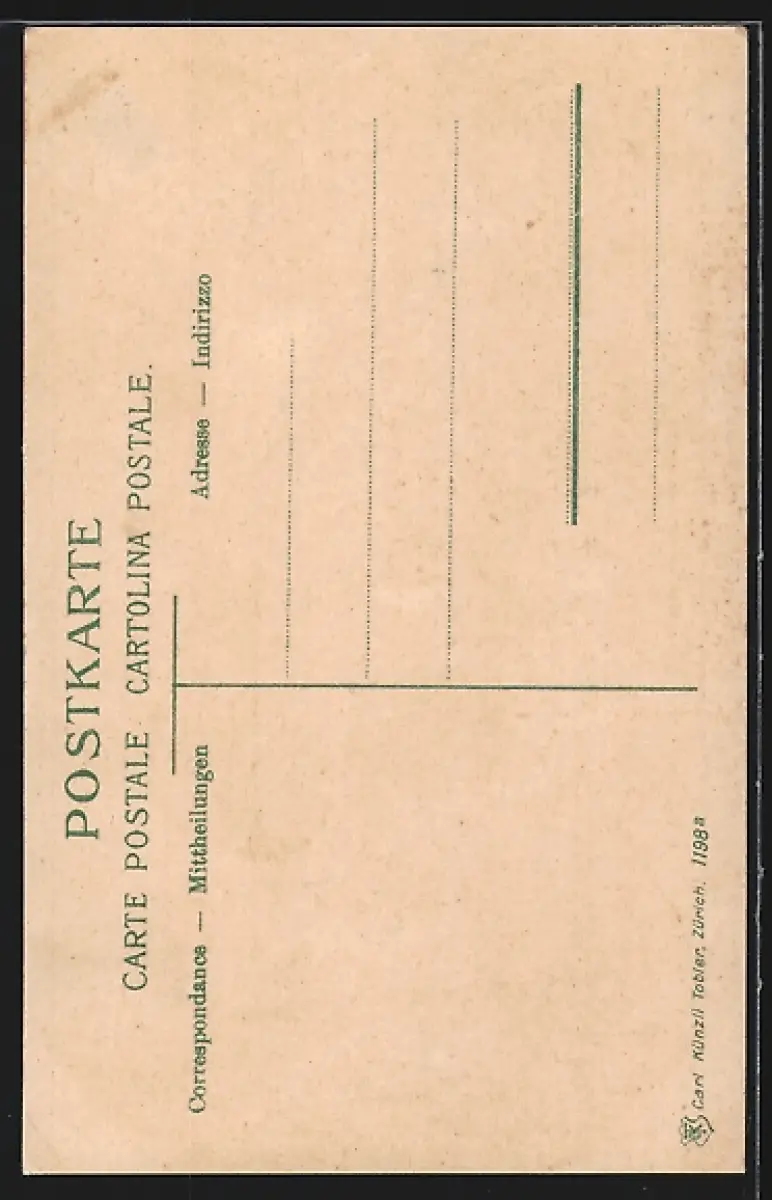 POSTKARTE
CARTE POSTALE CARTOLINA POSTALE.
Correspondance — Mittheilungen
Adresse — Indirizzo
Carl Künzli Tobler, Zürich. 1198a